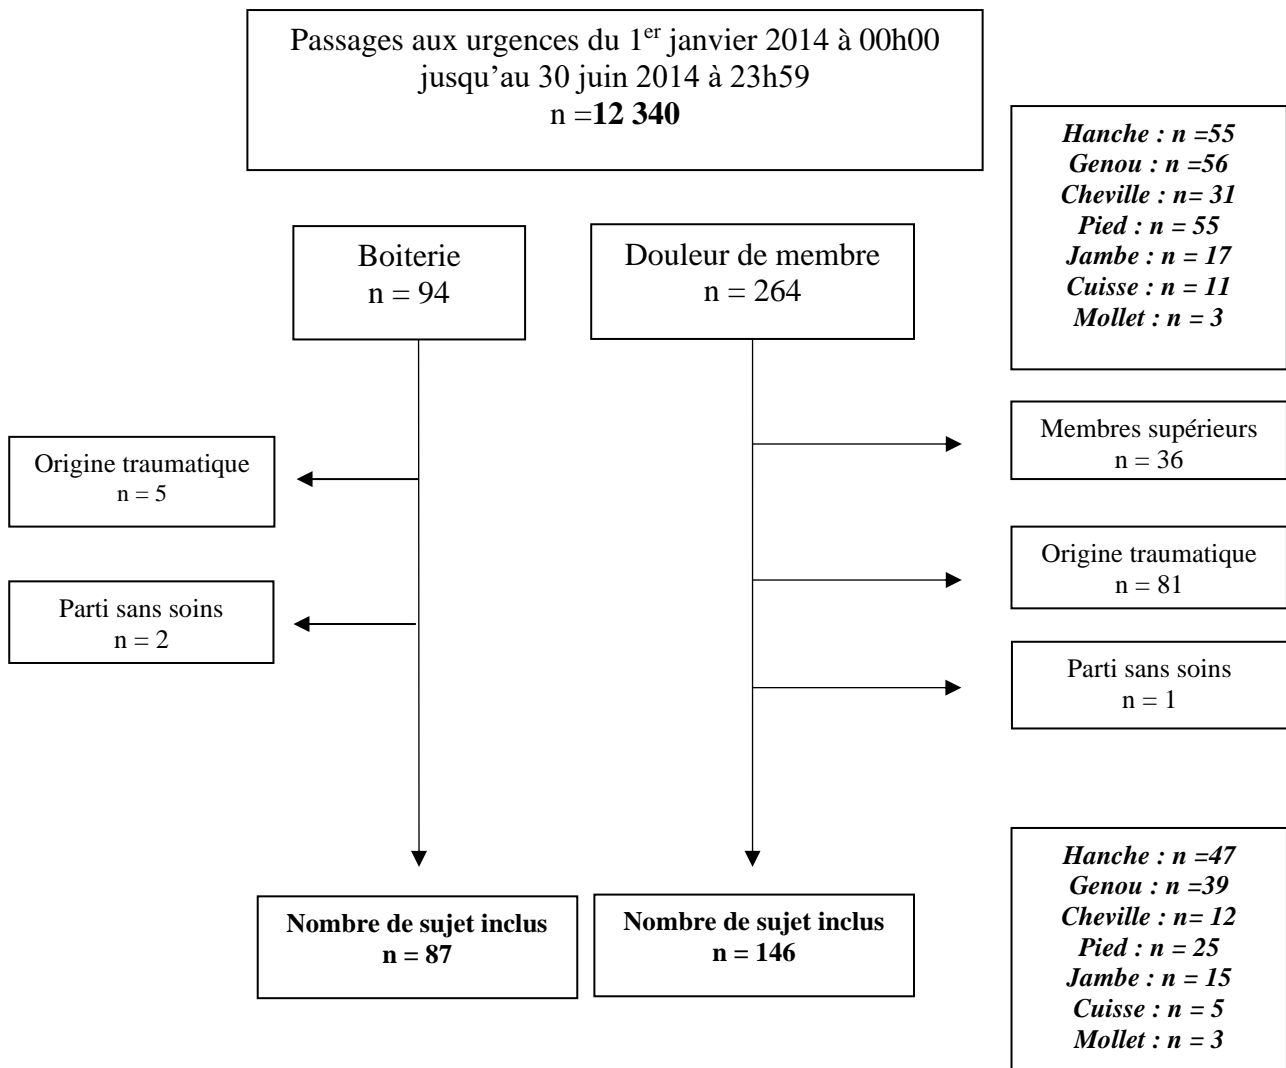 Passages aux urgences du 1er janvier 2014 à 00h00
jusqu’au 30 juin 2014 à 23h59
n =12 340
Hanche : n =55
Genou : n =56
Cheville : n= 31
Pied : n = 55
Jambe : n = 17
Cuisse : n = 11
Mollet : n = 3
Boiterie
n = 94
Douleur de membre
n = 264
Membres supérieurs
n = 36
Origine traumatique
n = 5
Origine traumatique
n = 81
Parti sans soins
n = 2
Parti sans soins
n = 1
Nombre de sujet inclus
n = 87
Nombre de sujet inclus
n = 146
Hanche : n =47
Genou : n =39
Cheville : n= 12
Pied : n = 25
Jambe : n = 15
Cuisse : n = 5
Mollet : n = 3